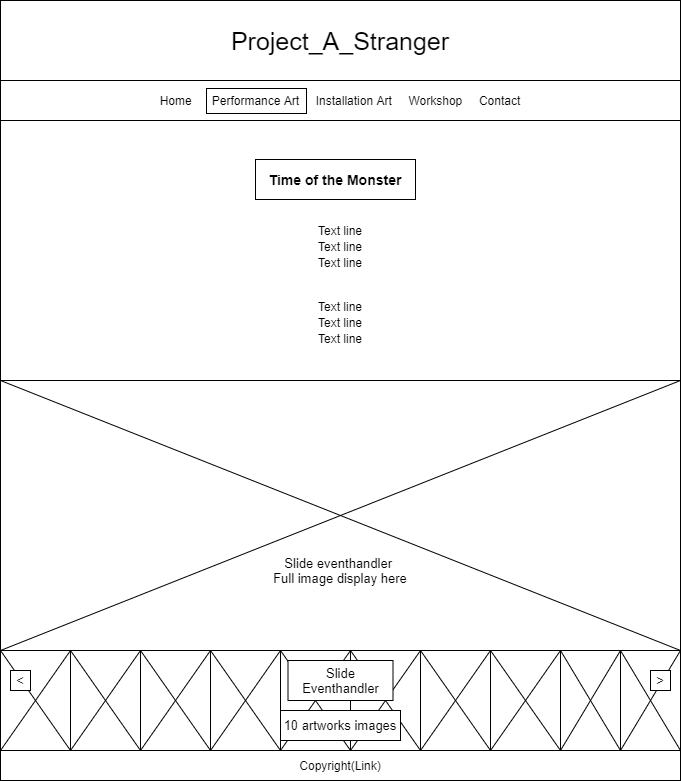 Project_A_Stranger
Home Performance Art Installation Art Workshop Contact
Time of the Monster
Text line
Text line
Text line
Text line
Text line
Text line
Slide eventhandler
Full image display here
<
Slide
Eventhandler
>
10 artworks images
Copyright(Link)